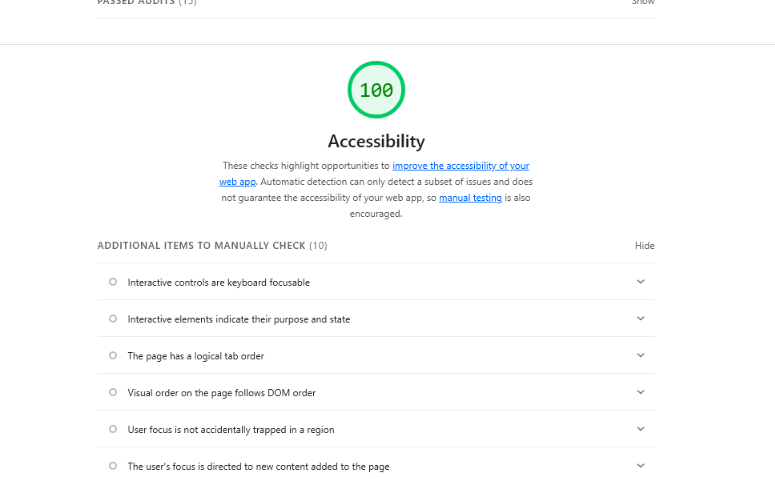 PASSED AUDITS (15)
Show
100
Accessibility
These checks highlight opportunities to improve the accessibility of your
web app. Automatic detection can only detect a subset of issues and does
not guarantee the accessibility of your web app, so manual testing is also
encouraged.
ADDITIONAL ITEMS TO MANUALLY CHECK (10)
Hide
Interactive controls are keyboard focusable
Interactive elements indicate their purpose and state
The page has a logical tab order
Visual order on the page follows DOM order
User focus is not accidentally trapped in a region
The user's focus is directed to new content added to the page